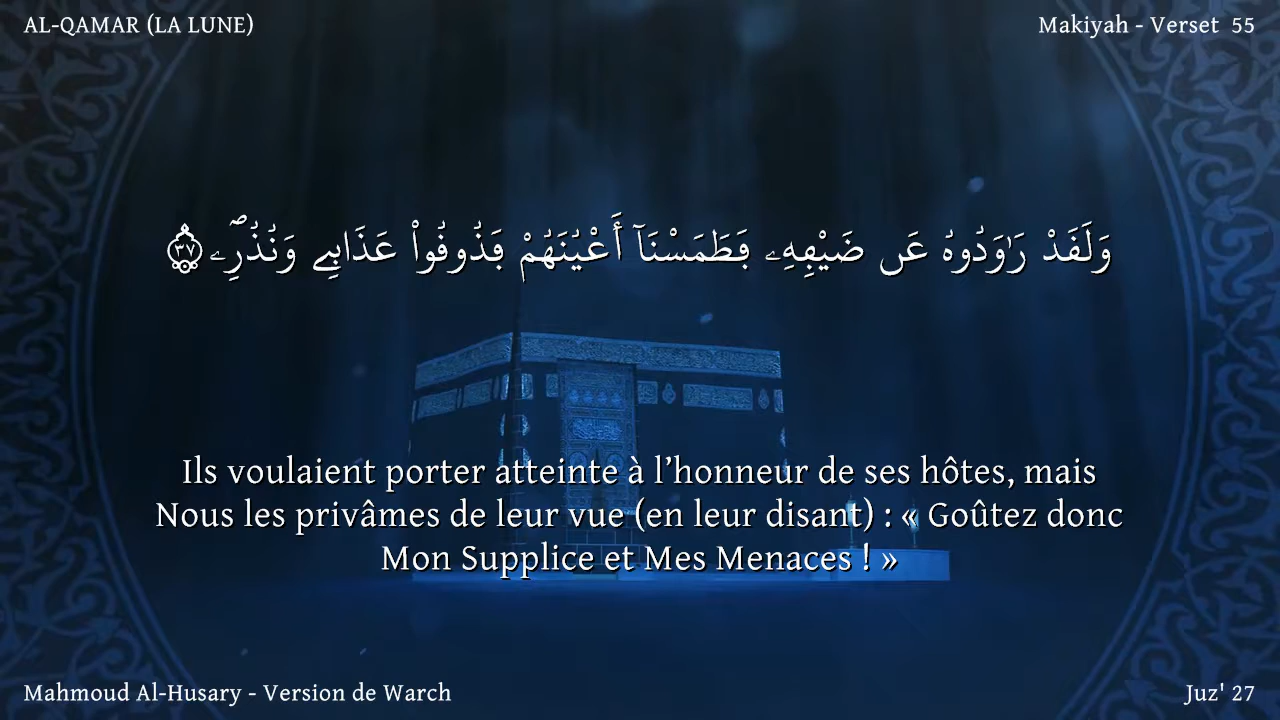 AL-QAMAR (LA LUNE)
Makiyah - Verset 55
وَلَقَدْ رَٰوَدُوهُ عَن ضَيْفِهِۦ فَطَمَسْنَآ أَعْيُنَهُمْ فَذُوقُواْ عَذَابِے وَنُذُرِۦۖ ٣٧
Ils voulaient porter atteinte à l’honneur de ses hôtes, mais
Nous les privâmes de leur vue (en leur disant) : « Goûtez donc
Mon Supplice et Mes Menaces ! »
Mahmoud Al-Husary - Version de Warch
Juz' 27